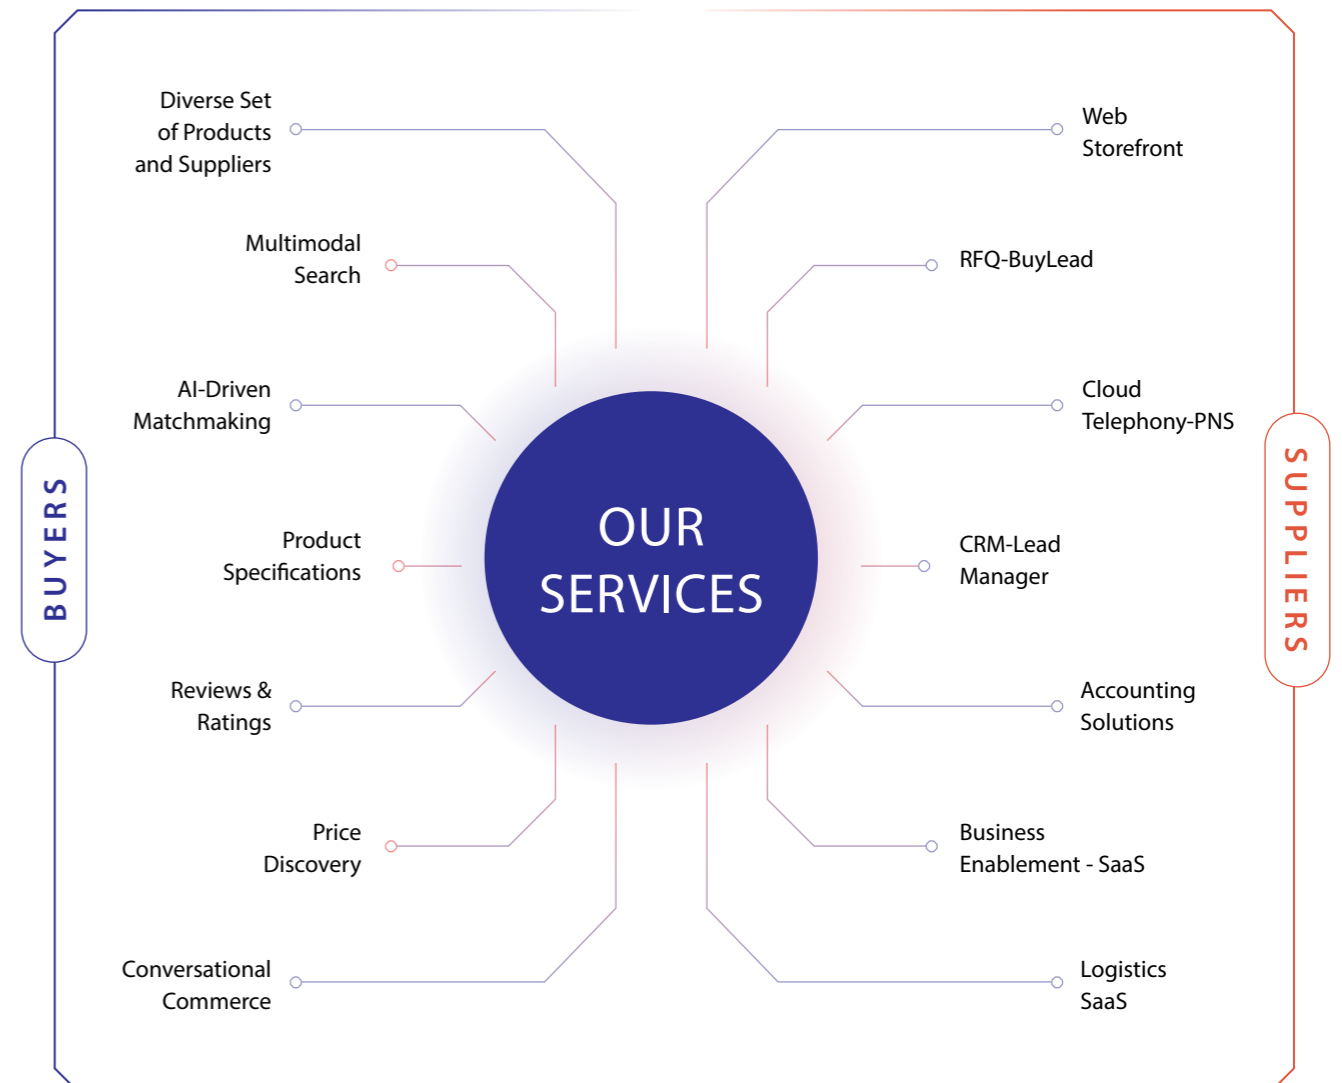 BUYERS
Diverse Set
of Products
and Suppliers
Multimodal
Search
AI-Driven
Matchmaking
Product
Specifications
Reviews &
Ratings
Price
Discovery
Conversational
Commerce
OUR
SERVICES
Web
Storefront
RFQ-BuyLead
Cloud
Telephony-PNS
CRM-Lead
Manager
Accounting
Solutions
Business
Enablement - SaaS
Logistics
SaaS
SUPPLIERS